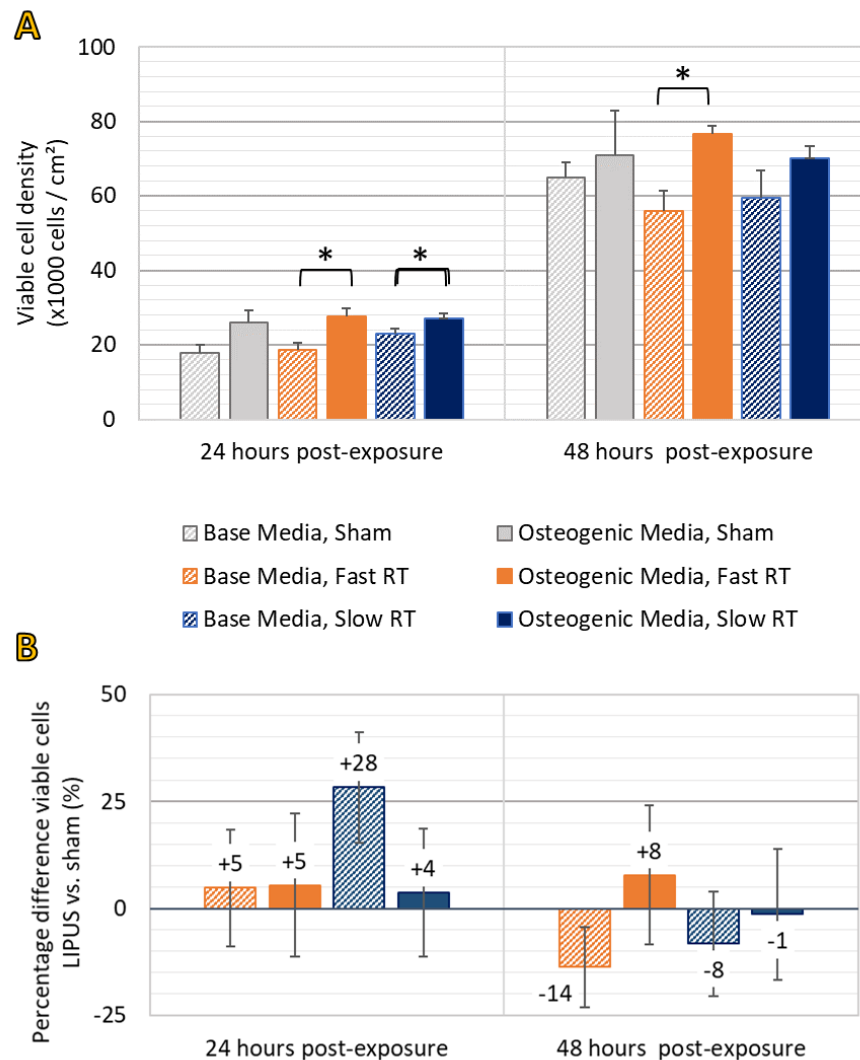 A
Viable cell density
(x1000 cells / cm²)
100
80
60
40
20
0
*
*
*
24 hours post-exposure
48 hours post-exposure
Base Media, Sham
Osteogenic Media, Sham
Base Media, Fast RT
Osteogenic Media, Fast RT
Base Media, Slow RT
Osteogenic Media, Slow RT
B
Percentage difference viable cells
LIPUS vs. sham (%)
50
25
0
-25
+5
+5
+28
+4
-14
+8
-8
-1
24 hours post-exposure
48 hours post-exposure